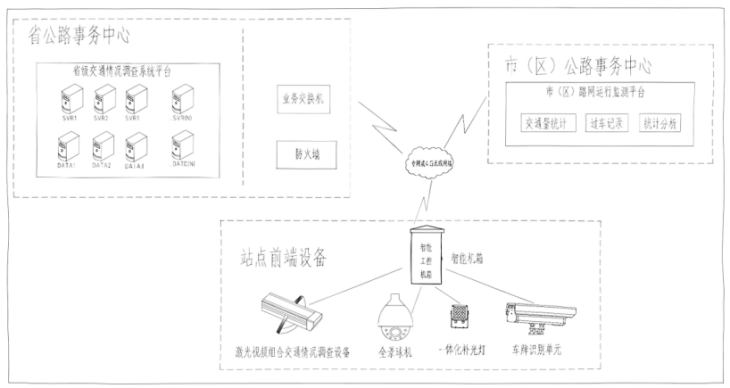 省公路事务中心
省级交通情况调查系统平台
SVR1 SVR2 SVR3 SVR(N)
DATA1 DATA2 DATA3 DATE(N)
业务交换机
防火墙
市（区）公路事务中心
市（区）路网运行监测平台
交通量统计 过车记录 统计分析
专网或4G无线网络
站点前端设备
智能
工控
机箱
智能机箱
激光视频组合交通情况调查设备
全景球机
一体化补光灯
车牌识别单元